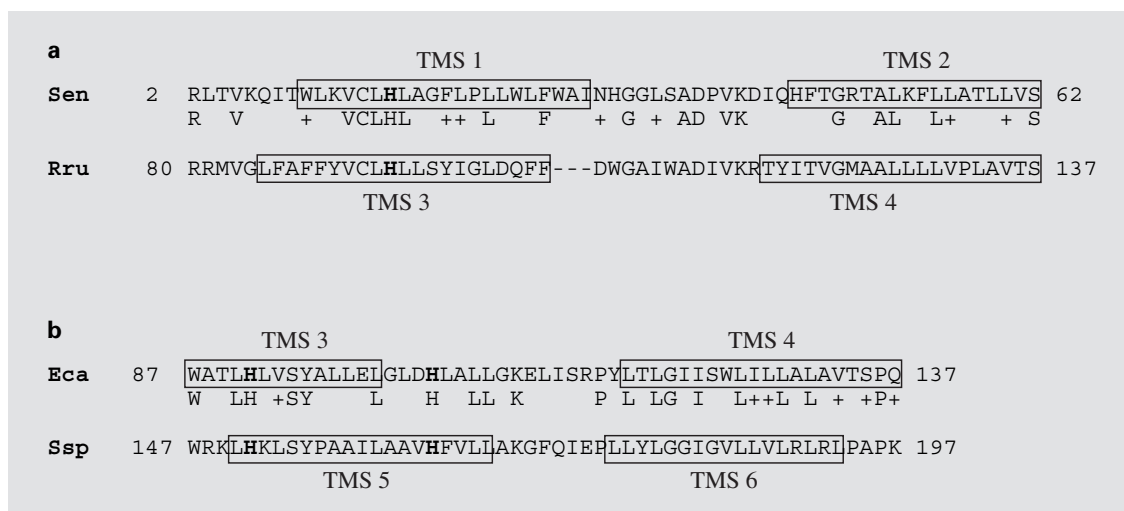 a
TMS 1 TMS 2
Sen 2 RLTVKQITWLKVCLHLAGFLPLLWLFWAINHGGLSADPVKDIQHFTGRTALKFLLATLLVS 62
R V + VCLHL ++ L F + G + AD VK G AL L+ + S
Rru 80 RRMVGLFAFFYVCLHLLSYIGLDQFF---DWGAIWADIVKRTYITVGMAALLLLVPLAVTS 137
TMS 3 TMS 4
b
TMS 3 TMS 4
Eca 87 WATLHLVSYALLELGLDHLALLGKELISRPYLTLGIISWLILLALAVTSPQ 137
W LH +SY L H LL K P L LG I L++L L + +P+
Ssp 147 WRKLHKLSYPAAILAAVHFVLLAKGFQIEPLLYLGGIGVLLVLRLRLPAPK 197
TMS 5 TMS 6